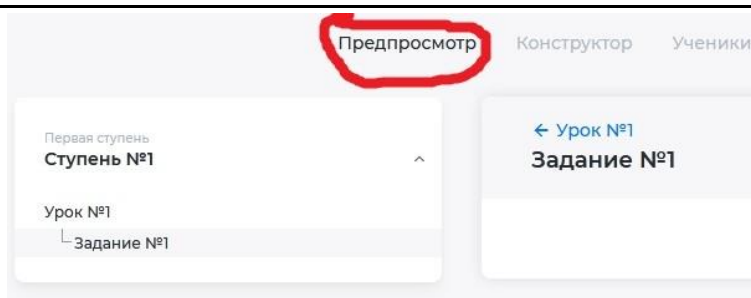 Предпросмотр Конструктор Ученики
Первая ступень
Ступень №1
Урок №1
Задание №1
← Урок №1
Задание №1